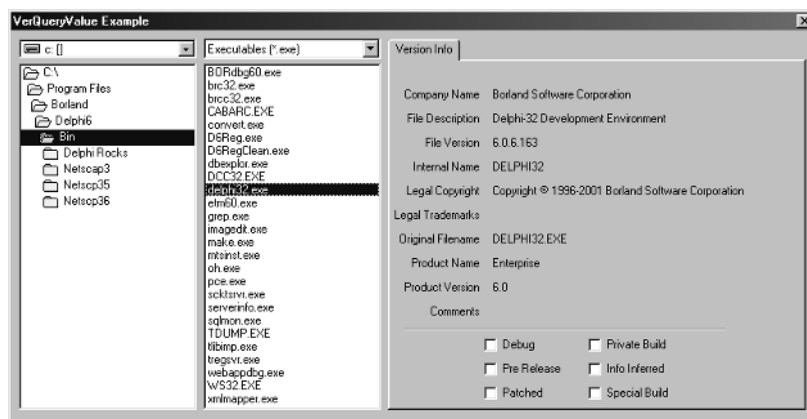 VerQueryValue Example
c: []
C:\
Program Files
Borland
Delphi6
Bin
Delphi Rocks
Netscap3
Netscp35
Netscp36
Executables (*.exe)
BORdbg60.exe
brc32.exe
brcc32.exe
CABARC.EXE
convert.exe
D6Reg.exe
D6RegClean.exe
dbexplor.exe
DCC32.EXE
delphi32.exe
etm60.exe
grep.exe
imagedit.exe
make.exe
mtsinst.exe
oh.exe
pce.exe
scktsrvr.exe
serverinfo.exe
sqlmon.exe
TDUMP.EXE
tlibimp.exe
tregsvr.exe
webappdbg.exe
WS32.EXE
xmlmapper.exe
Version Info
Company Name Borland Software Corporation
File Description Delphi-32 Development Environment
File Version 6.0.6.163
Internal Name DELPHI32
Legal Copyright Copyright © 1996-2001 Borland Software Corporation
Legal Trademarks
Original Filename DELPHI32.EXE
Product Name Enterprise
Product Version 6.0
Comments
Debug Private Build
Pre Release Info Inferred
Patched Special Build